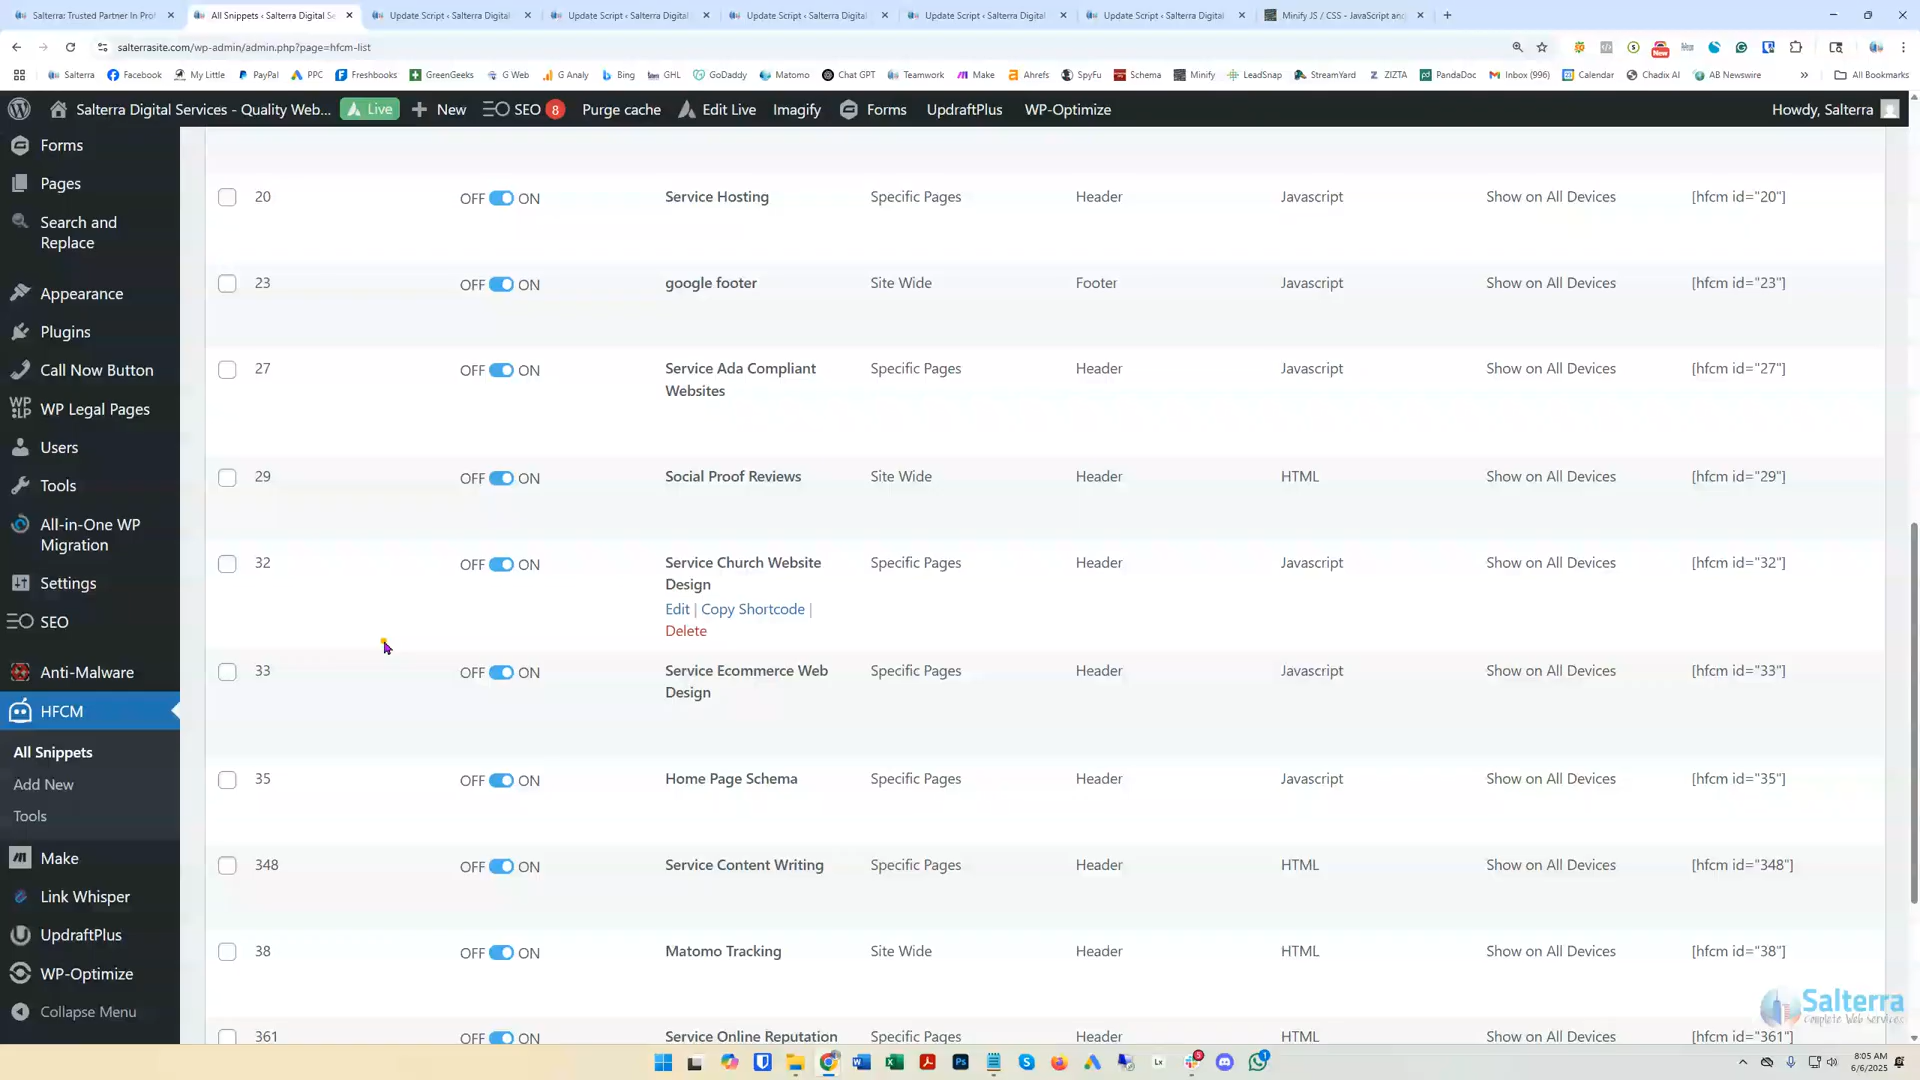 Salterra: Trusted Partner In Pro
All Snippets ‹ Salterra Digital Se
Update Script ‹ Salterra Digital
Update Script ‹ Salterra Digital
Update Script ‹ Salterra Digital
Update Script ‹ Salterra Digital
Update Script ‹ Salterra Digital
Minify JS / CSS - JavaScript and
salterrasite.com/wp-admin/admin.php?page=hfcm-list
New
Salterra Facebook My Little PayPal PPC Freshbooks GreenGeeks G Web G Analy Bing GHL GoDaddy Matomo Chat GPT Teamwork Make Ahrefs SpyFu Schema Minify LeadSnap StreamYard ZIZTA PandaDoc Inbox (996) Calendar Chadix AI AB Newswire » All Bookmarks
Salterra Digital Services - Quality Web... Live New SEO 8 Purge cache Edit Live Imagify Forms UpdraftPlus WP-Optimize Howdy, Salterra
Forms
Pages
Search and
Replace
Appearance
Plugins
Call Now Button
WP Legal Pages
Users
Tools
All-in-One WP
Migration
Settings
SEO
Anti-Malware
HFCM
All Snippets
Add New
Tools
Make
Link Whisper
UpdraftPlus
WP-Optimize
Collapse Menu
20 OFF ON Service Hosting Specific Pages Header Javascript Show on All Devices [hfcm id="20"]
23 OFF ON google footer Site Wide Footer Javascript Show on All Devices [hfcm id="23"]
27 OFF ON Service Ada Compliant Specific Pages Header Javascript Show on All Devices [hfcm id="27"]
Websites
29 OFF ON Social Proof Reviews Site Wide Header HTML Show on All Devices [hfcm id="29"]
32 OFF ON Service Church Website Specific Pages Header Javascript Show on All Devices [hfcm id="32"]
Design
Edit | Copy Shortcode |
Delete
33 OFF ON Service Ecommerce Web Specific Pages Header Javascript Show on All Devices [hfcm id="33"]
Design
35 OFF ON Home Page Schema Specific Pages Header Javascript Show on All Devices [hfcm id="35"]
348 OFF ON Service Content Writing Specific Pages Header HTML Show on All Devices [hfcm id="348"]
38 OFF ON Matomo Tracking Site Wide Header HTML Show on All Devices [hfcm id="38"]
361 OFF ON Service Online Reputation Specific Pages Header HTML Show on All Devices [hfcm id="361"]
Salterra
Complete Web Services
8:05 AM
6/6/2025